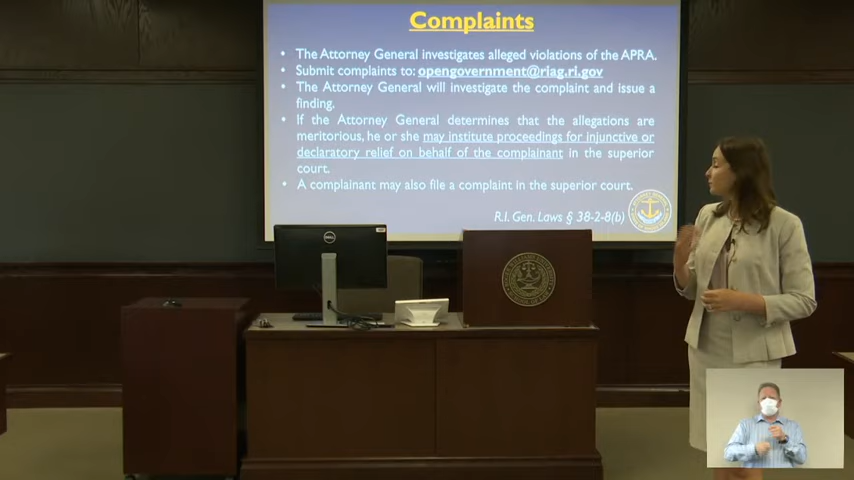 Complaints
• The Attorney General investigates alleged violations of the APRA.
• Submit complaints to: opengovernment@riag.ri.gov
• The Attorney General will investigate the complaint and issue a
finding.
• If the Attorney General determines that the allegations are
meritorious, he or she may institute proceedings for injunctive or
declaratory relief on behalf of the complainant in the superior
court.
• A complainant may also file a complaint in the superior court.
R.I. Gen. Laws § 38-2-8(b)
DELL